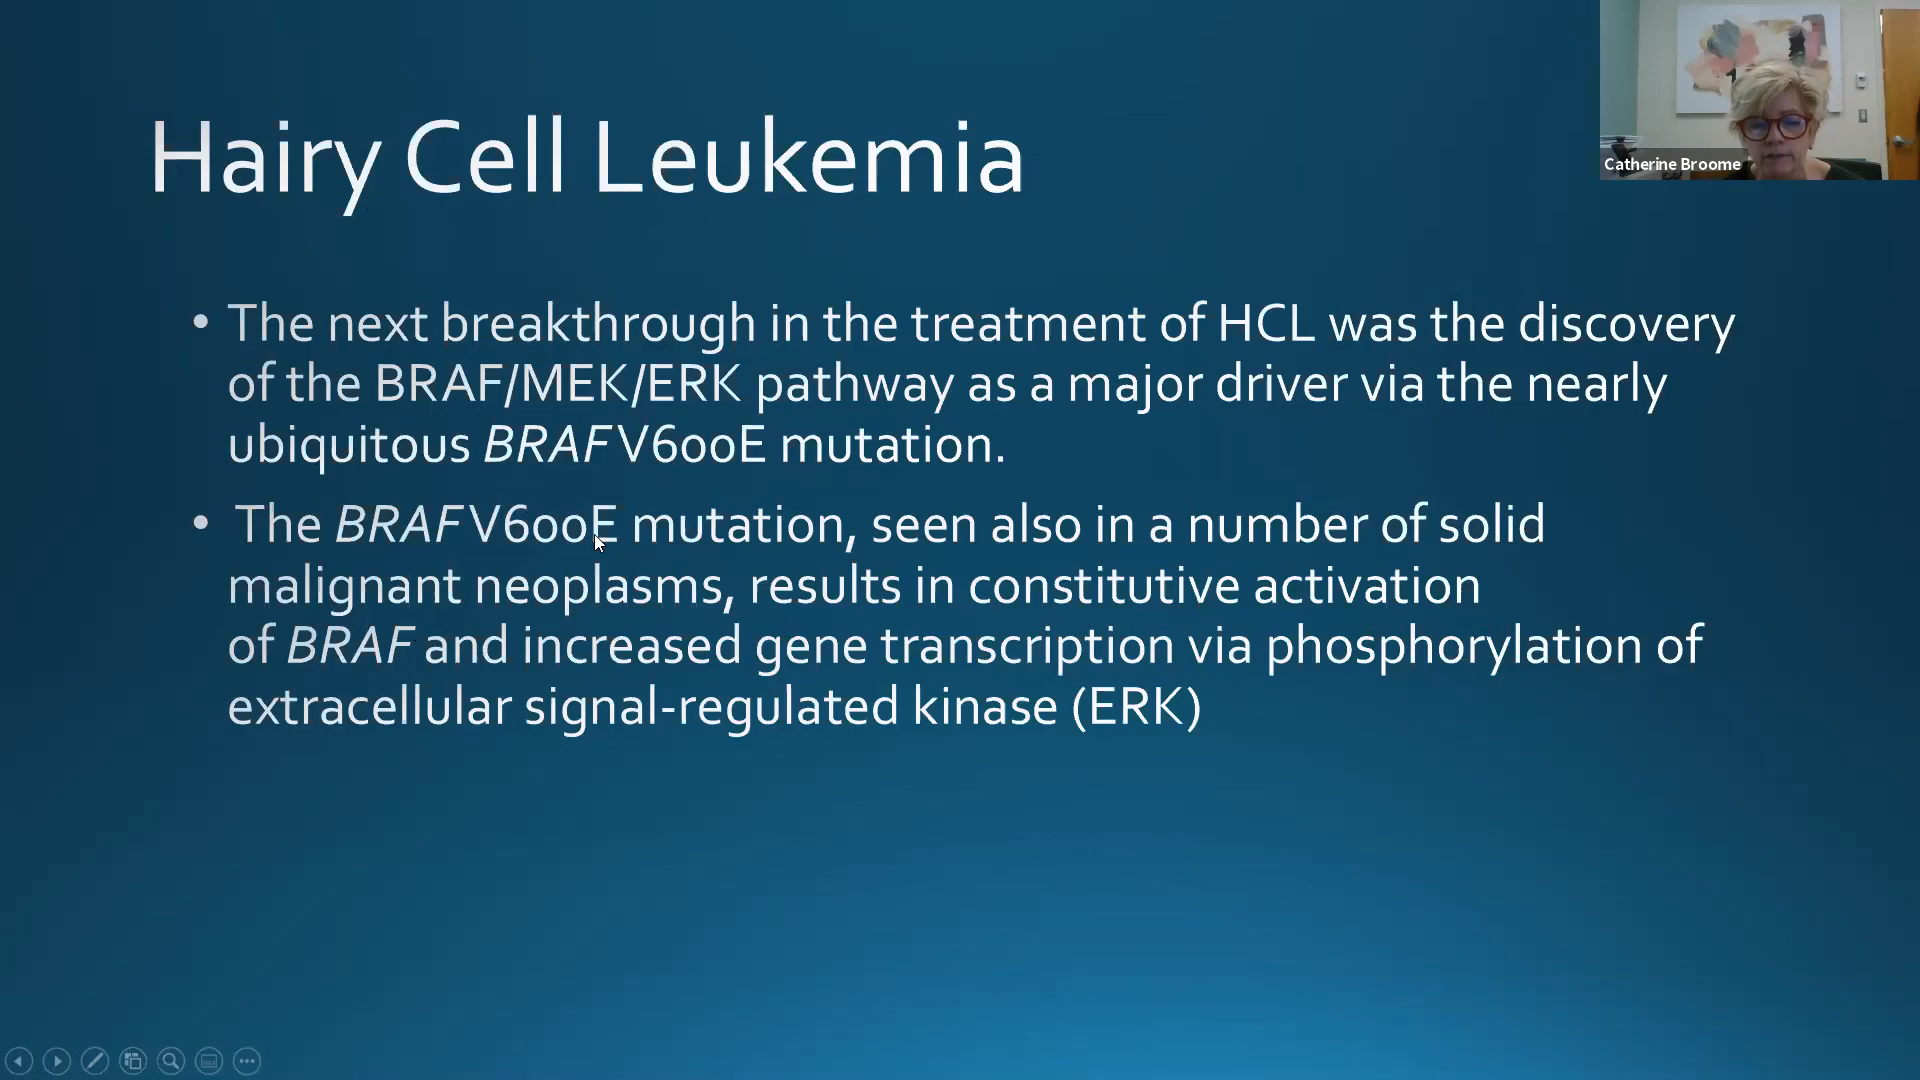 Hairy Cell Leukemia
Catherine Broome
• The next breakthrough in the treatment of HCL was the discovery
of the BRAF/MEK/ERK pathway as a major driver via the nearly
ubiquitous BRAF V600E mutation.
• The BRAF V600E mutation, seen also in a number of solid
malignant neoplasms, results in constitutive activation
of BRAF and increased gene transcription via phosphorylation of
extracellular signal-regulated kinase (ERK)